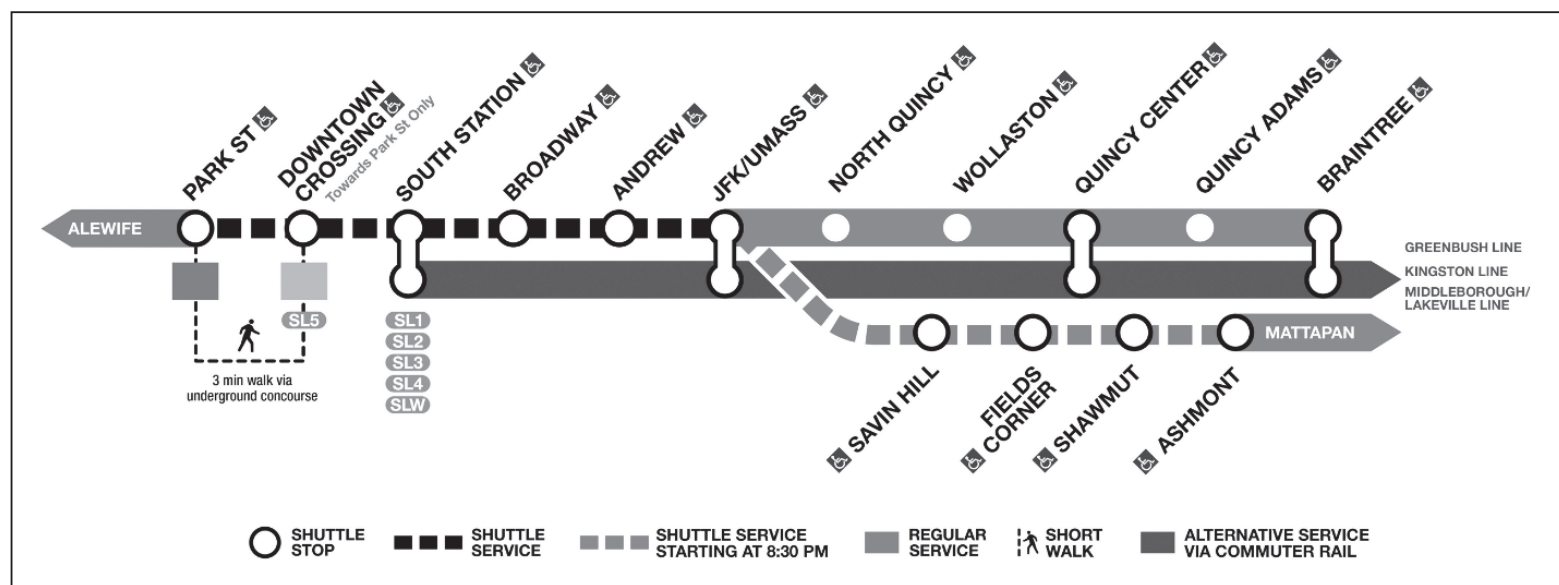 PARK ST
DOWNTOWN
CROSSING
Towards Park St Only
SOUTH STATION
BROADWAY
ANDREW
JFK/UMASS
NORTH QUINCY
WOLLASTON
QUINCY CENTER
QUINCY ADAMS
BRAINTREE
ALEWIFE
GREENBUSH LINE
KINGSTON LINE
MIDDLEBOROUGH/
LAKEVILLE LINE
SL5
SL1
SL2
SL3
SL4
SLW
MATTAPAN
3 min walk via
underground concourse
SAVIN HILL
FIELDS
CORNER
SHAWMUT
ASHMONT
SHUTTLE
STOP
SHUTTLE
SERVICE
SHUTTLE SERVICE
STARTING AT 8:30 PM
REGULAR
SERVICE
SHORT
WALK
ALTERNATIVE SERVICE
VIA COMMUTER RAIL